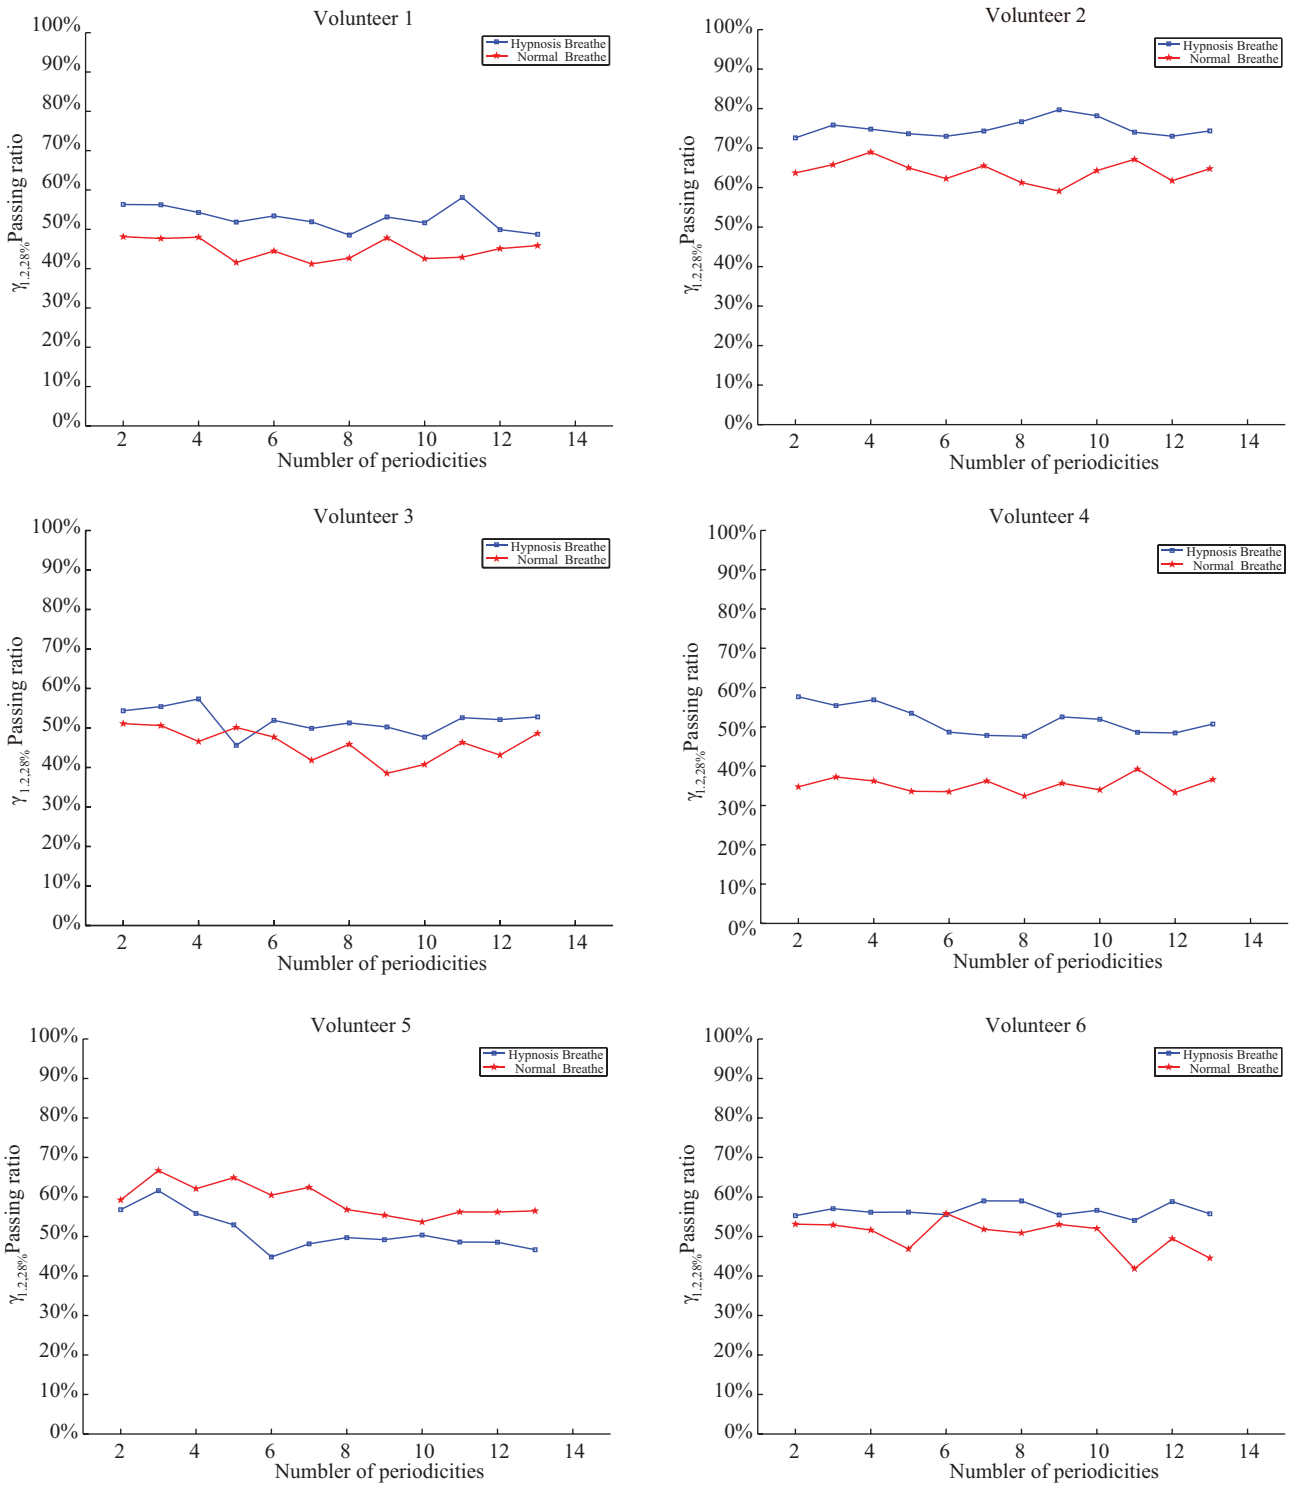 Volunteer 1
100%
90%
80%
70%
60%
50%
40%
30%
20%
10%
0%
γ1.2,28% Passing ratio
Hypnosis Breathe
Normal Breathe
2 4 6 8 10 12 14
Numbler of periodicities
Volunteer 2
100%
90%
80%
70%
60%
50%
40%
30%
20%
10%
0%
γ1.2,28% Passing ratio
Hypnosis Breathe
Normal Breathe
2 4 6 8 10 12 14
Numbler of periodicities
Volunteer 3
100%
90%
80%
70%
60%
50%
40%
30%
20%
10%
0%
γ1.2,28% Passing ratio
Hypnosis Breathe
Normal Breathe
2 4 6 8 10 12 14
Numbler of periodicities
Volunteer 4
100%
90%
80%
70%
60%
50%
40%
30%
20%
10%
0%
γ1.2,28% Passing ratio
Hypnosis Breathe
Normal Breathe
2 4 6 8 10 12 14
Numbler of periodicities
Volunteer 5
100%
90%
80%
70%
60%
50%
40%
30%
20%
10%
0%
γ1.2,28% Passing ratio
Hypnosis Breathe
Normal Breathe
2 4 6 8 10 12 14
Numbler of periodicities
Volunteer 6
100%
90%
80%
70%
60%
50%
40%
30%
20%
10%
0%
γ1.2,28% Passing ratio
Hypnosis Breathe
Normal Breathe
2 4 6 8 10 12 14
Numbler of periodicities